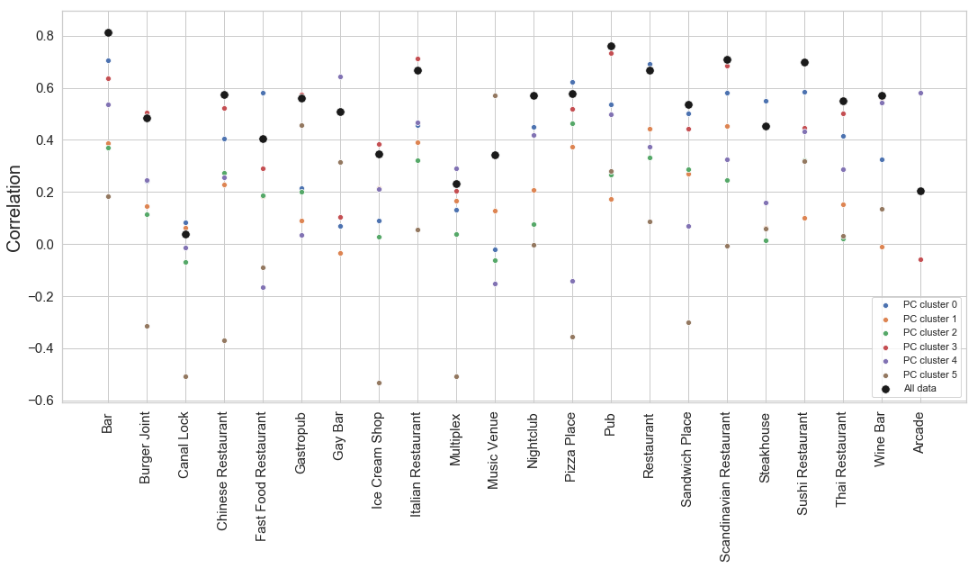 Correlation
0.8
0.6
0.4
0.2
0.0
−0.2
−0.4
−0.6
PC cluster 0
PC cluster 1
PC cluster 2
PC cluster 3
PC cluster 4
PC cluster 5
All data
Bar
Burger Joint
Canal Lock
Chinese Restaurant
Fast Food Restaurant
Gastropub
Gay Bar
Ice Cream Shop
Italian Restaurant
Multiplex
Music Venue
Nightclub
Pizza Place
Pub
Restaurant
Sandwich Place
Scandinavian Restaurant
Steakhouse
Sushi Restaurant
Thai Restaurant
Wine Bar
Arcade